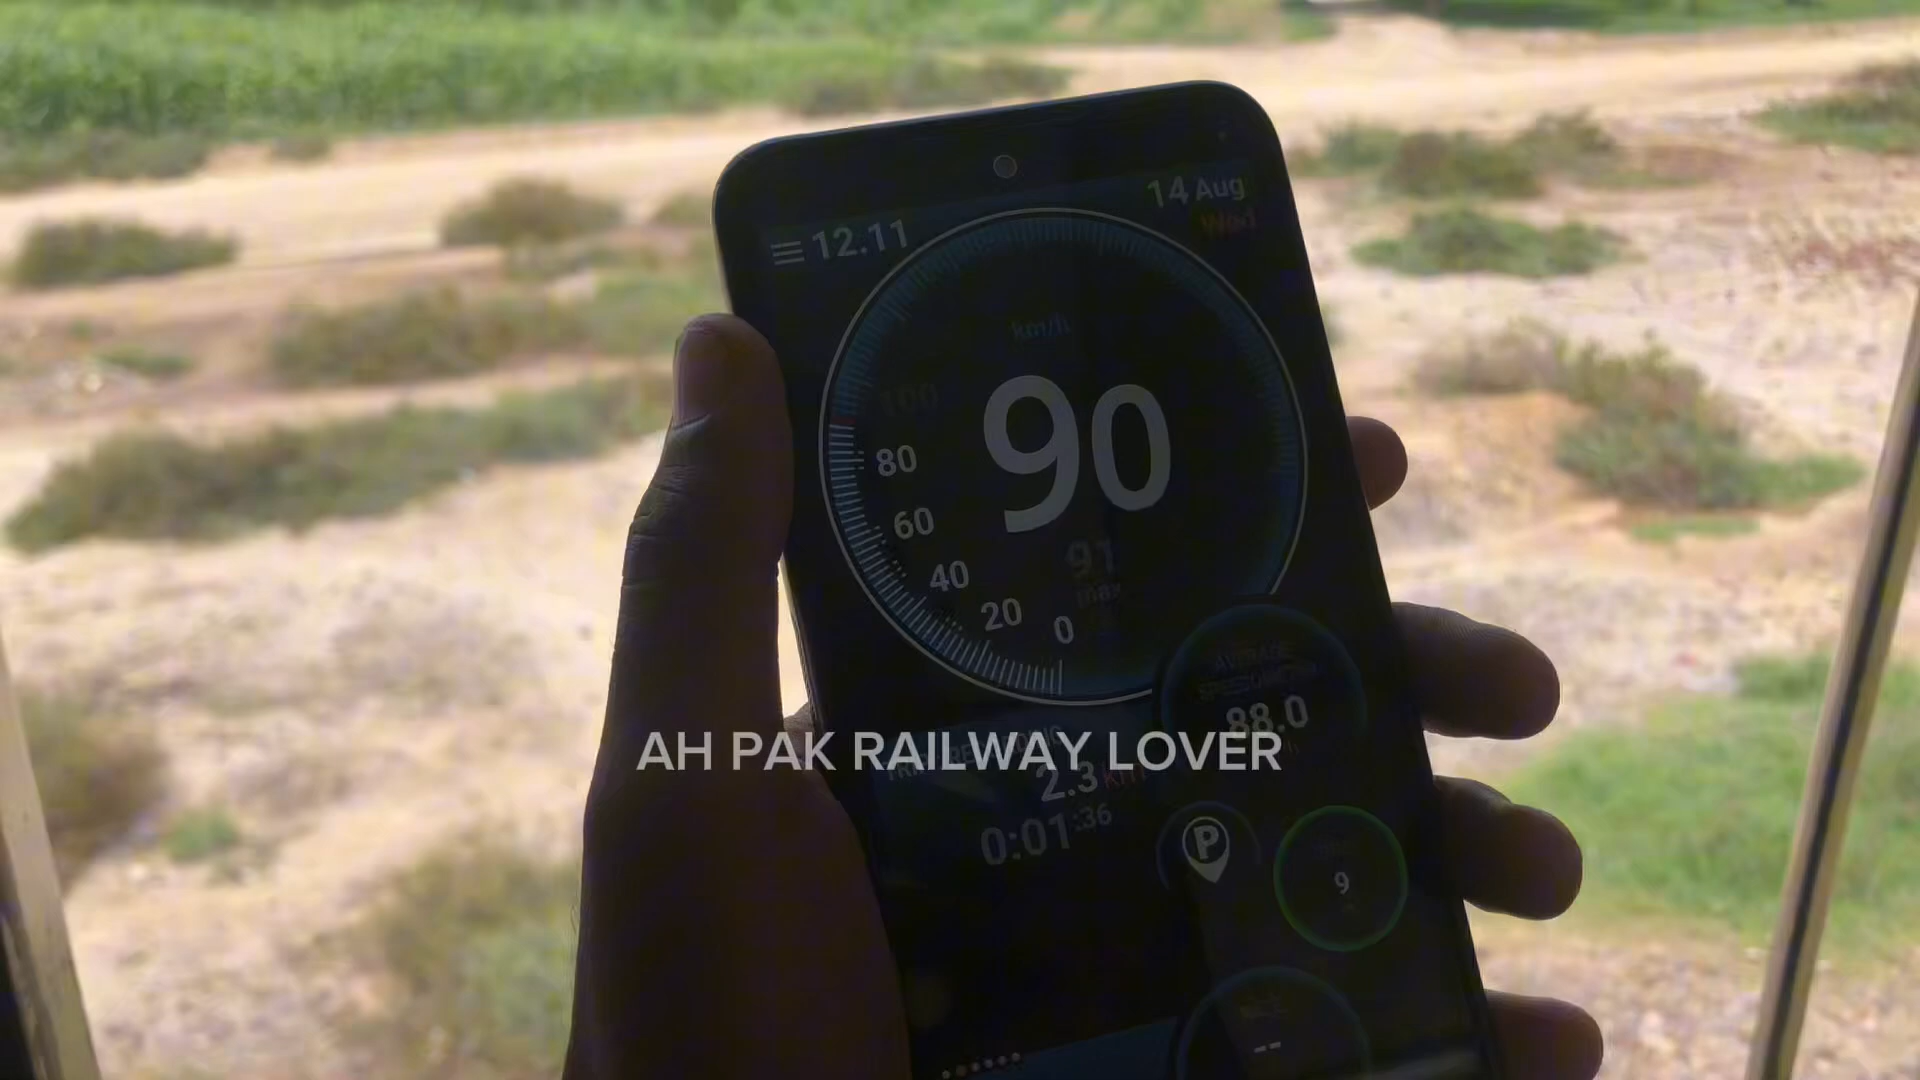 12.11
14 Aug
Wed
km/h
100
90
80
60
40
20
0
91
max
AVERAGE
SPEEDOMETER
88.0
AH PAK RAILWAY LOVER
2.3 km
0:01:36
P
9
--